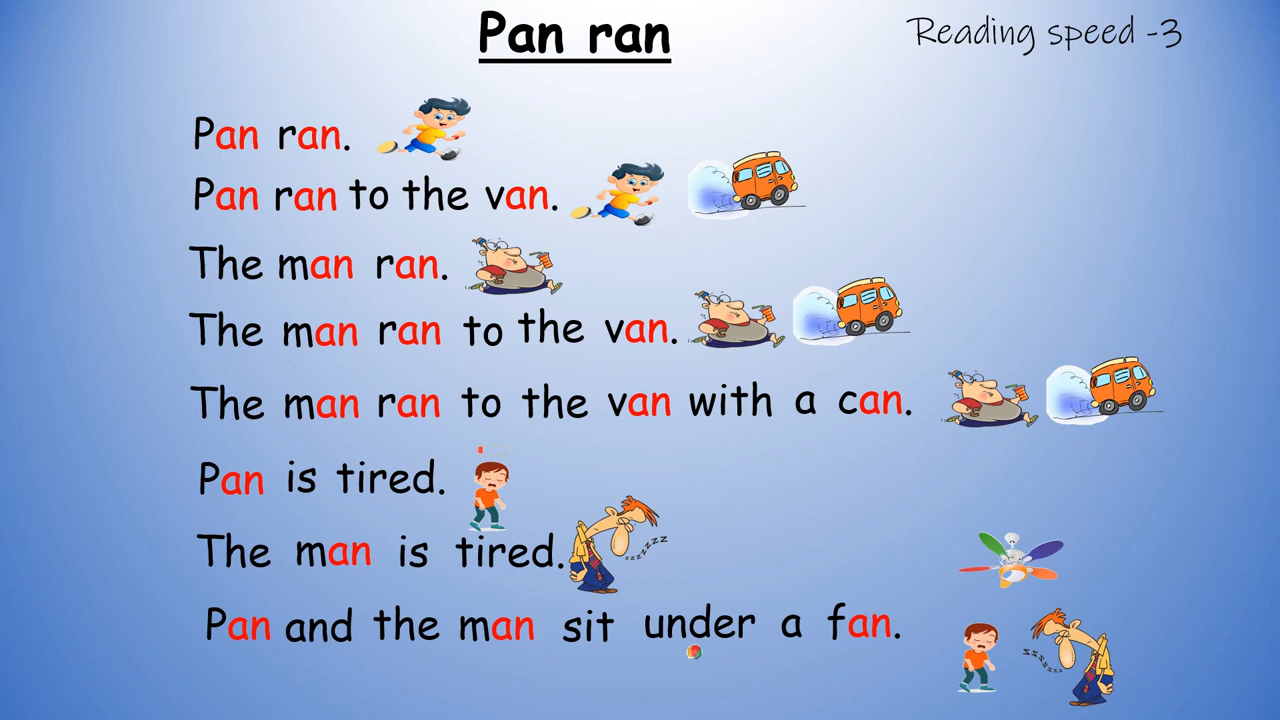 Pan ran
Reading speed -3
Pan ran.
Pan ran to the van.
The man ran.
The man ran to the van.
The man ran to the van with a can.
Pan is tired.
The man is tired.
zzzzzzz
Pan and the man sit under a fan.
zzzzzzz